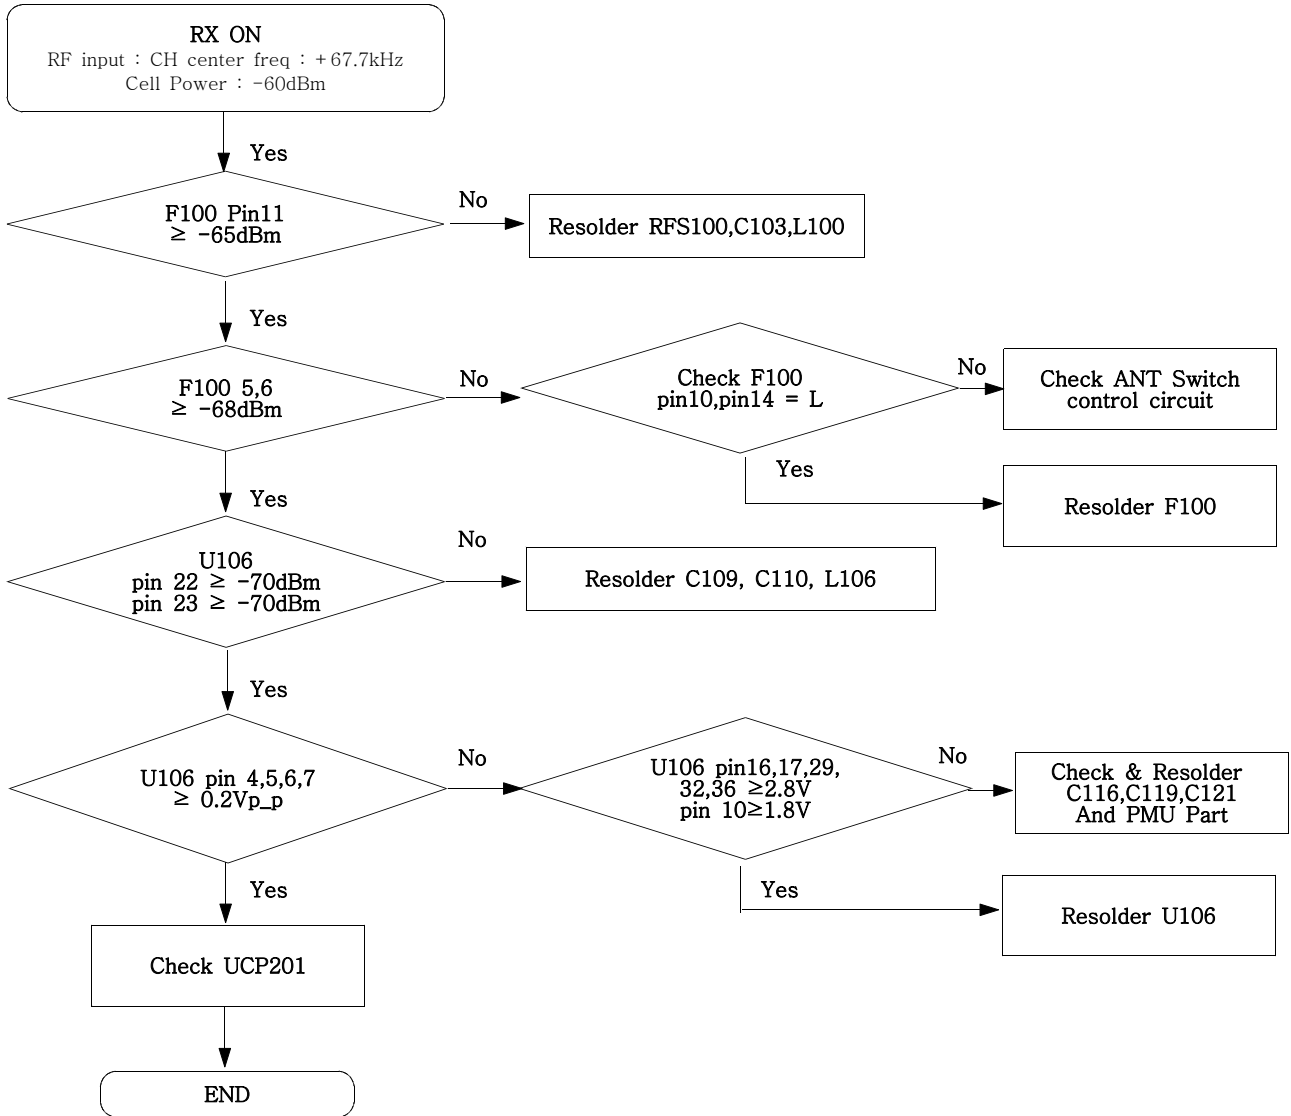 RX ON
RF input : CH center freq : +67.7kHz
Cell Power : -60dBm
Yes
F100 Pin11
≥ -65dBm
No
Resolder RFS100,C103,L100
Yes
F100 5,6
≥ -68dBm
No
Check F100
pin10,pin14 = L
No
Check ANT Switch
control circuit
Yes
Resolder F100
Yes
U106
pin 22 ≥ -70dBm
pin 23 ≥ -70dBm
No
Resolder C109, C110, L106
Yes
U106 pin 4,5,6,7
≥ 0.2Vp_p
No
U106 pin16,17,29,
32,36 ≥2.8V
pin 10≥1.8V
No
Check & Resolder
C116,C119,C121
And PMU Part
Yes
Resolder U106
Yes
Check UCP201
END